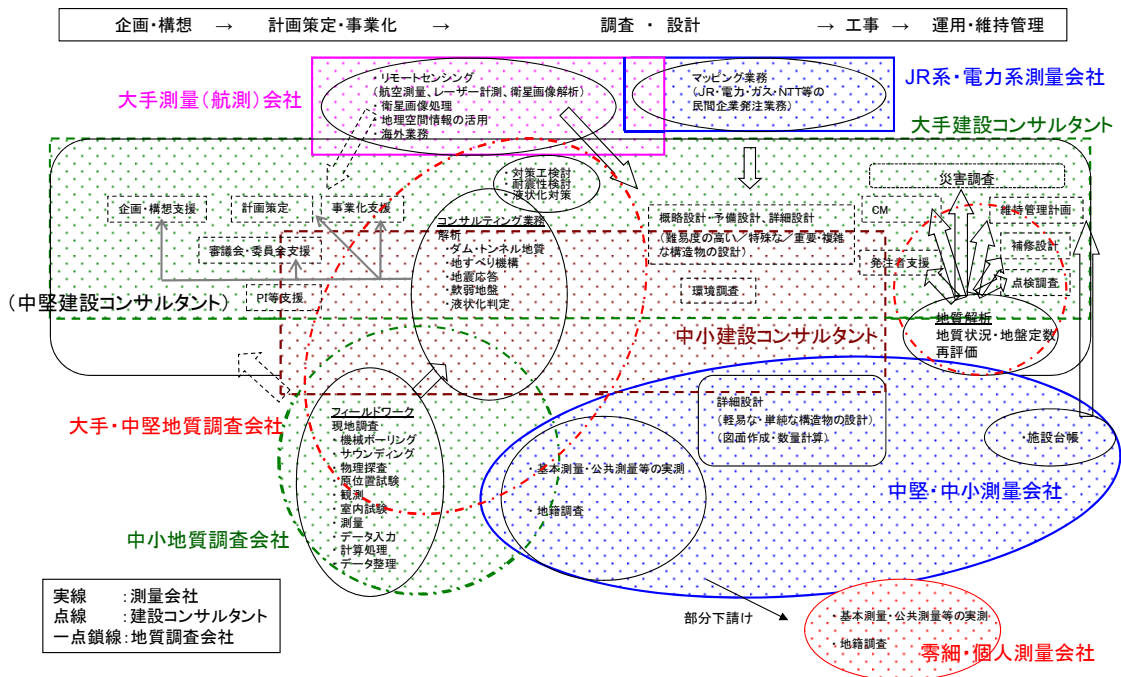 企画・構想 → 計画策定・事業化 → 調査 ・ 設計 → 工事 → 運用・維持管理
大手測量(航測)会社
・リモートセンシング
(航空測量、レーザー計測、衛星画像解析)
・衛星画像処理
・地理空間情報の活用
・海外業務
マッピング業務
(JR・電力・ガス・NTT等の
民間企業発注業務)
JR系・電力系測量会社
大手建設コンサルタント
・対策工検討
・耐震性検討
・液状化対策
災害調査
企画・構想支援
計画策定
事業化支援
コンサルティング業務
解析
・ダム・トンネル地質
・地すべり機構
・地震応答
・軟弱地盤
・液状化判定
概略設計・予備設計、詳細設計
(難易度の高い/特殊な/重要・複雑
な構造物の設計)
CM
維持管理計画
審議会・委員会支援
発注者支援
補修設計
点検調査
PI等支援
環境調査
(中堅建設コンサルタント)
地質解析
地質状況・地盤定数
再評価
中小建設コンサルタント
大手・中堅地質調査会社
フィールドワーク
現地調査
・機械ボーリング
・サウンディング
・物理探査
・原位置試験
・観測
・室内試験
・測量
・データ入力
・計算処理
・データ整理
詳細設計
(軽易な・単純な構造物の設計)
(図面作成・数量計算)
・施設台帳
・基本測量・公共測量等の実測
・地籍調査
中堅・中小測量会社
中小地質調査会社
実線 :測量会社
点線 :建設コンサルタント
一点鎖線:地質調査会社
部分下請け
・基本測量・公共測量等の実測
・地籍調査
零細・個人測量会社